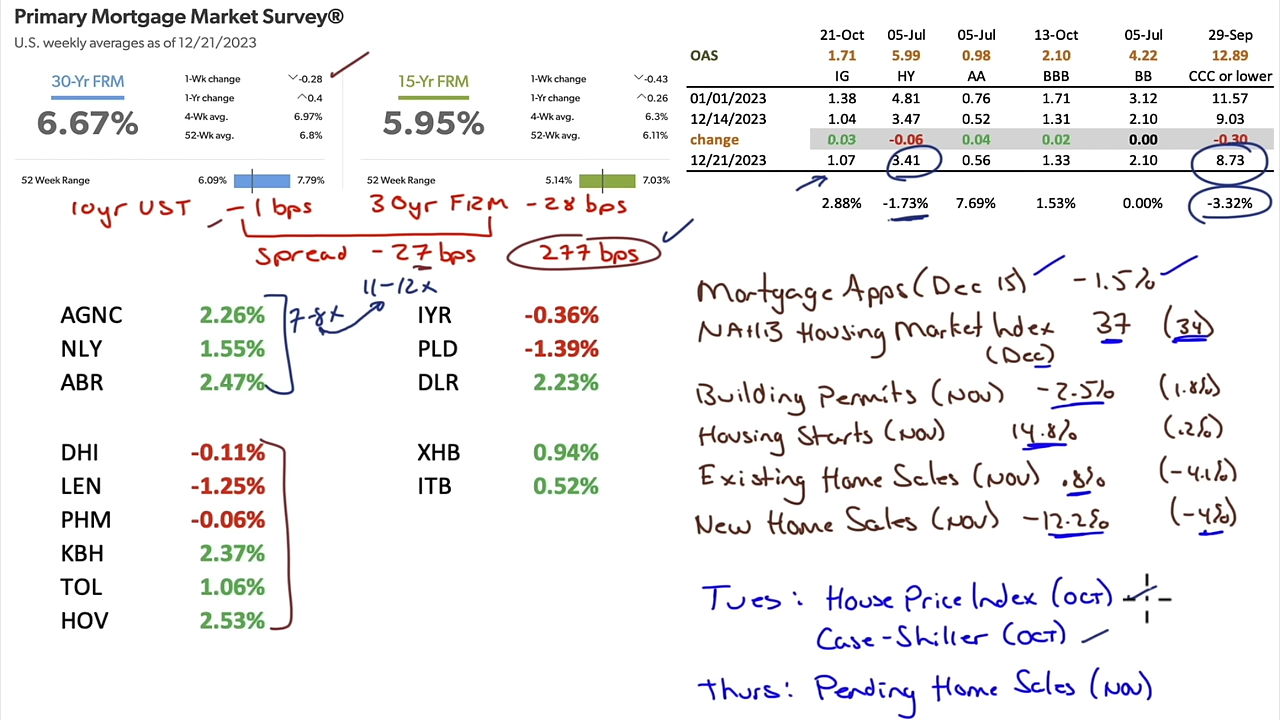 Primary Mortgage Market Survey®
U.S. weekly averages as of 12/21/2023
30-Yr FRM
6.67%
1-Wk change -0.28
1-Yr change 0.4
4-Wk avg. 6.97%
52-Wk avg. 6.8%
52 Week Range 6.09% 7.79%
15-Yr FRM
5.95%
1-Wk change -0.43
1-Yr change 0.26
4-Wk avg. 6.3%
52-Wk avg. 6.11%
52 Week Range 5.14% 7.03%
10yr UST -1 bps 30yr FRM -28 bps
Spread -27 bps 277 bps
11-12x
7-8x
AGNC 2.26%
NLY 1.55%
ABR 2.47%
DHI -0.11%
LEN -1.25%
PHM -0.06%
KBH 2.37%
TOL 1.06%
HOV 2.53%
IYR -0.36%
PLD -1.39%
DLR 2.23%
XHB 0.94%
ITB 0.52%
21-Oct 05-Jul 05-Jul 13-Oct 05-Jul 29-Sep
OAS 1.71 5.99 0.98 2.10 4.22 12.89
IG HY AA BBB BB CCC or lower
01/01/2023 1.38 4.81 0.76 1.71 3.12 11.57
12/14/2023 1.04 3.47 0.52 1.31 2.10 9.03
change 0.03 -0.06 0.04 0.02 0.00 -0.30
12/21/2023 1.07 3.41 0.56 1.33 2.10 8.73
2.88% -1.73% 7.69% 1.53% 0.00% -3.32%
Mortgage Apps (Dec 15) -1.5%
NAHB Housing Market Index 37 (34)
(Dec)
Building Permits (Nov) -2.5% (1.8%)
Housing Starts (Nov) 14.8% (.2%)
Existing Home Sales (Nov) .8% (-4.1%)
New Home Sales (Nov) -12.2% (-4%)
Tues: House Price Index (OCT)
Case-Shiller (OCT)
Thurs: Pending Home Sales (Nov)